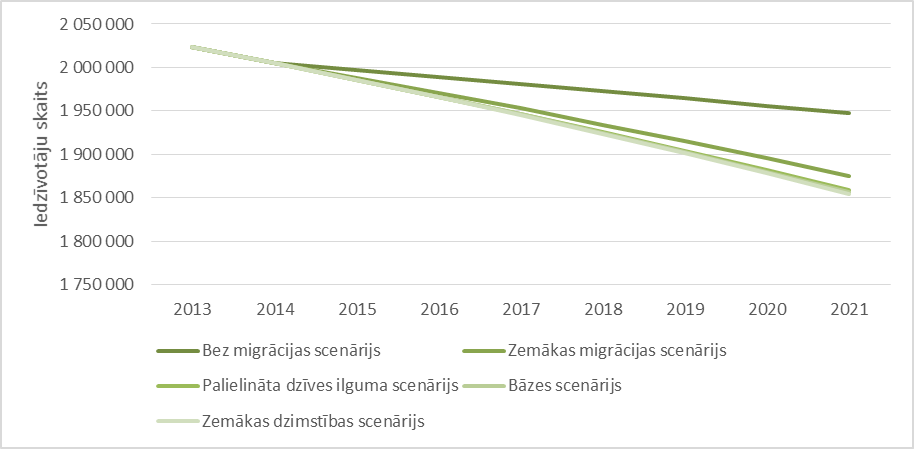 2 050 000
2 000 000
1 950 000
1 900 000
1 850 000
1 800 000
1 750 000
Iedzīvotāju skaits
2013 2014 2015 2016 2017 2018 2019 2020 2021
Bez migrācijas scenārijs Zemākas migrācijas scenārijs
Palielināta dzīves ilguma scenārijs Bāzes scenārijs
Zemākas dzimstības scenārijs